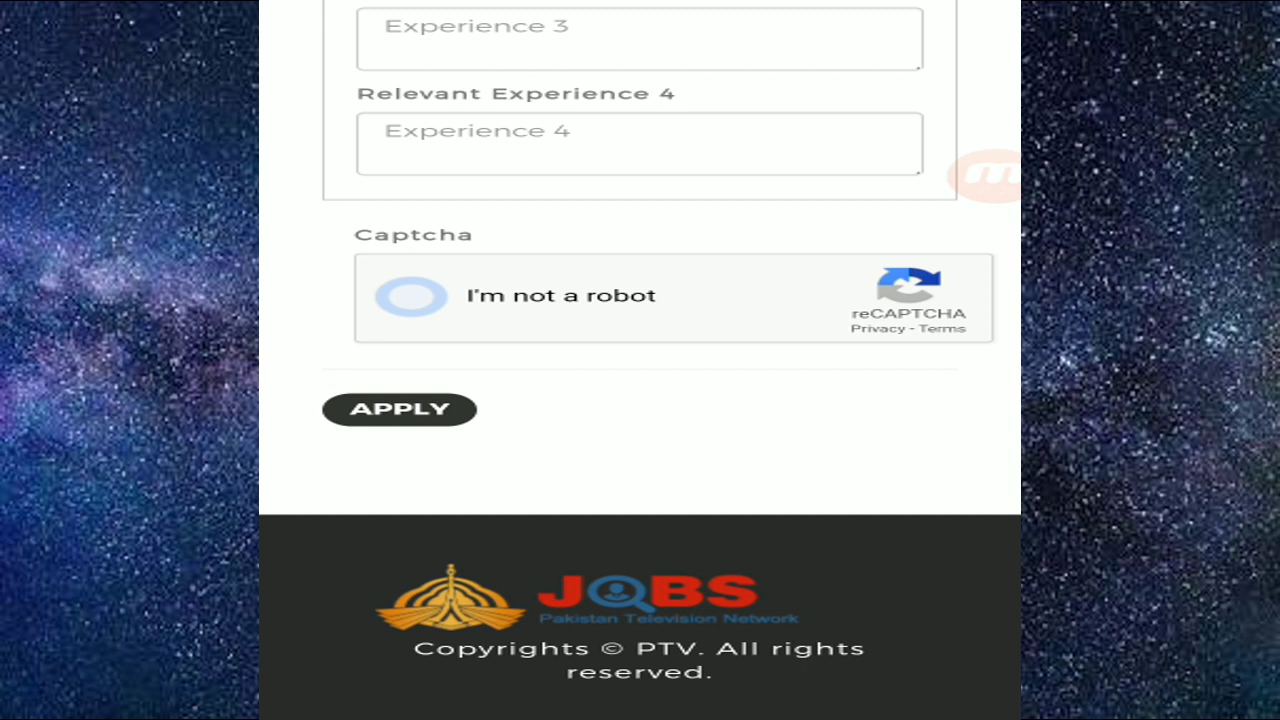 Experience 3
Relevant Experience 4
Experience 4
Captcha
I'm not a robot
reCAPTCHA
Privacy - Terms
APPLY
JOBS
Pakistan Television Network
Copyrights © PTV. All rights
reserved.